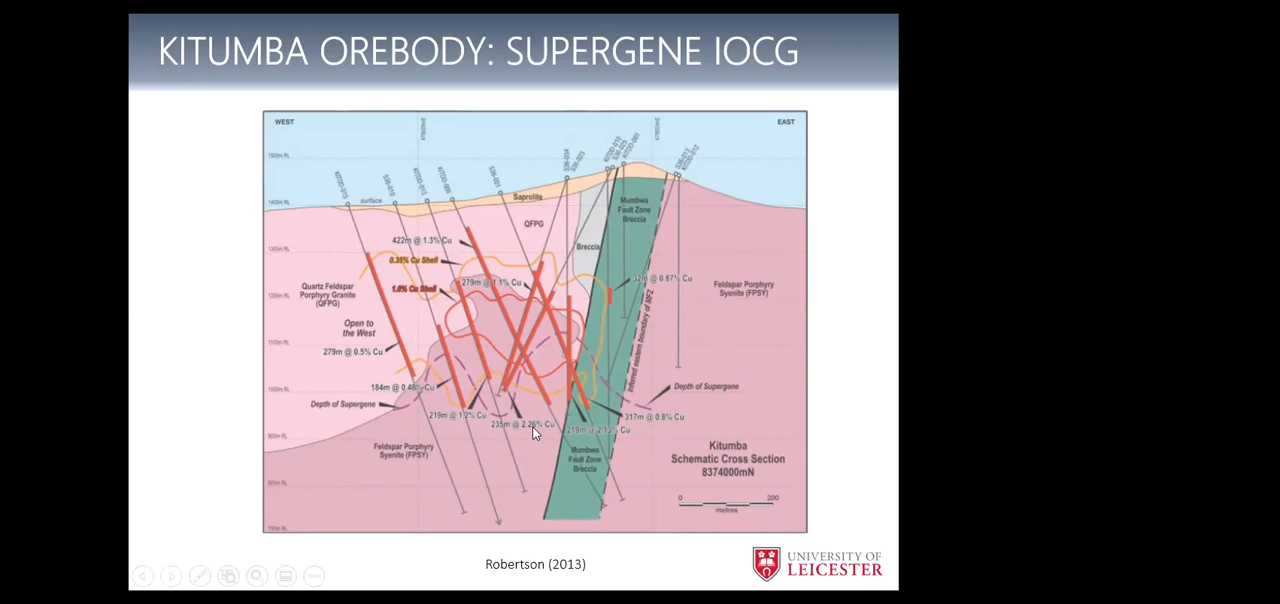 KITUMBA OREBODY: SUPERGENE IOCG
WEST
EAST
surface
Saprolite
QFPG
Breccia
Mumbwa
Fault Zone
Breccia
422m @ 1.3% Cu
0.35% Cu Shell
279m @ 1.1% Cu
32m @ 0.87% Cu
1.0% Cu Shell
Quartz Feldspar
Porphyry Granite
(QFPG)
Feldspar Porphyry
Syenite (FPSY)
Open to
the West
Inferred eastern boundary of MFZ
279m @ 0.5% Cu
184m @ 0.48% Cu
Depth of Supergene
Depth of Supergene
219m @ 1.2% Cu
317m @ 0.8% Cu
235m @ 2.26% Cu
219m @ 2.13% Cu
Feldspar Porphyry
Syenite (FPSY)
Mumbwa
Fault Zone
Breccia
Kitumba
Schematic Cross Section
8374000mN
0
200
metres
Robertson (2013)
UNIVERSITY OF
LEICESTER